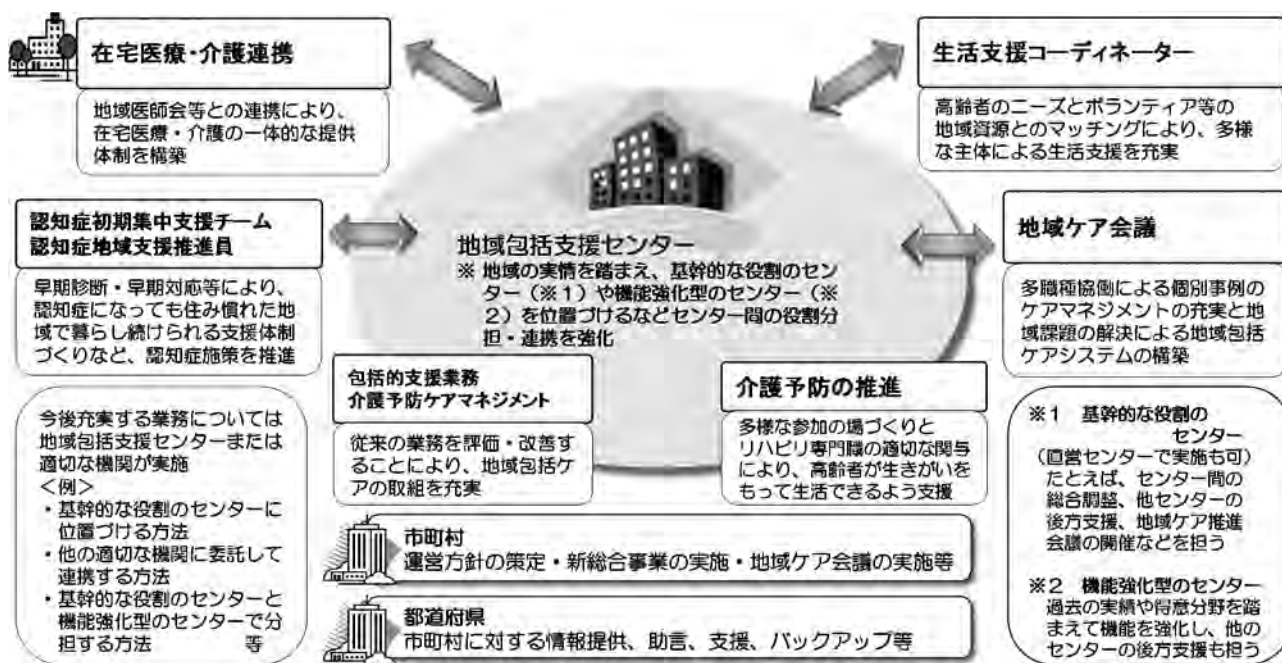 在宅医療・介護連携
地域医師会等との連携により、
在宅医療・介護の一体的な提供
体制を構築
生活支援コーディネーター
高齢者のニーズとボランティア等の
地域資源とのマッチングにより、多様
な主体による生活支援を充実
認知症初期集中支援チーム
認知症地域支援推進員
早期診断・早期対応等により、
認知症になっても住み慣れた地
域で暮らし続けられる支援体制
づくりなど、認知症施策を推進
地域包括支援センター
※ 地域の実情を踏まえ、基幹的な役割のセン
ター（※１）や機能強化型のセンター（※
２）を位置づけるなどセンター間の役割分
担・連携を強化
地域ケア会議
多職種協働による個別事例の
ケアマネジメントの充実と地
域課題の解決による地域包括
ケアシステムの構築
包括的支援業務
介護予防ケアマネジメント
従来の業務を評価・改善す
ることにより、地域包括ケ
アの取組を充実
介護予防の推進
多様な参加の場づくりと
リハビリ専門職の適切な関与
により、高齢者が生きがいを
もって生活できるよう支援
今後充実する業務については
地域包括支援センターまたは
適切な機関が実施
＜例＞
・基幹的な役割のセンターに
位置づける方法
・他の適切な機関に委託して
連携する方法
・基幹的な役割のセンターと
機能強化型のセンターで分
担する方法 等
市町村
運営方針の策定・新総合事業の実施・地域ケア会議の実施等
都道府県
市町村に対する情報提供、助言、支援、バックアップ等
※１ 基幹的な役割の
センター
（直営センターで実施も可）
たとえば、センター間の
総合調整、他センターの
後方支援、地域ケア推進
会議の開催などを担う
※２ 機能強化型のセンター
過去の実績や得意分野を踏
まえて機能を強化し、他の
センターの後方支援も担う